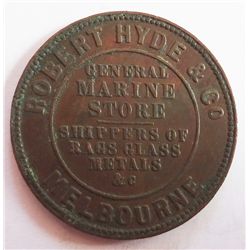 ROBERT HYDE & CO
GENERAL
MARINE
STORE
SHIPPERS OF
RAGS GLASS
METALS
&c
MELBOURNE